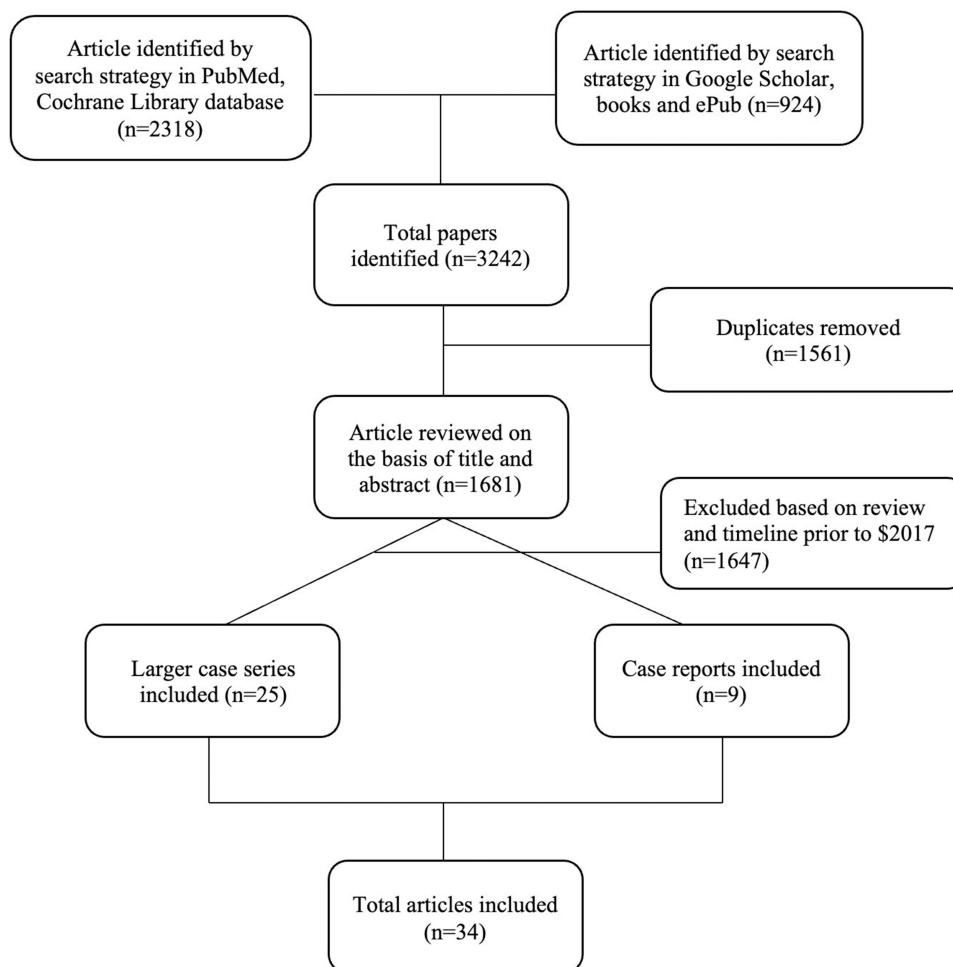 Article identified by
search strategy in PubMed,
Cochrane Library database
(n=2318)
Article identified by search
strategy in Google Scholar,
books and ePub (n=924)
Total papers
identified (n=3242)
Duplicates removed
(n=1561)
Article reviewed on
the basis of title and
abstract (n=1681)
Excluded based on review
and timeline prior to $2017
(n=1647)
Larger case series
included (n=25)
Case reports included
(n=9)
Total articles included
(n=34)